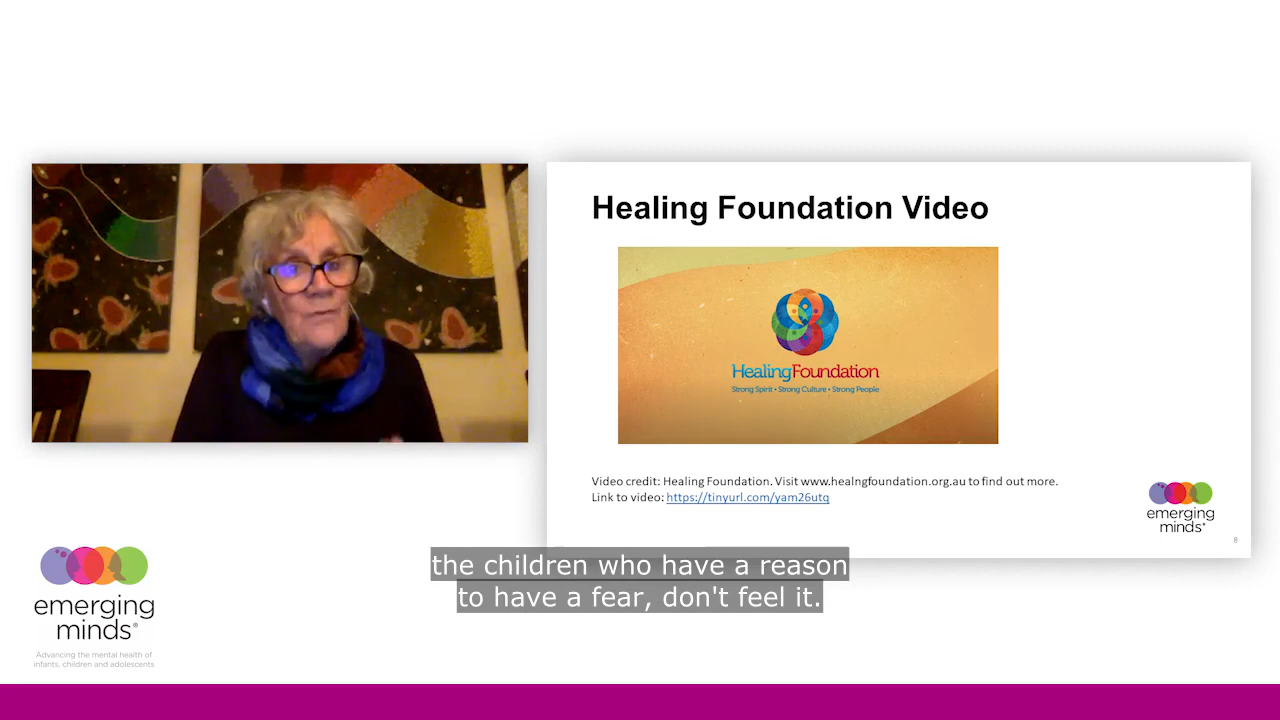 Healing Foundation Video
HealingFoundation
Strong Spirit • Strong Culture • Strong People
Video credit: Healing Foundation. Visit www.healngfoundation.org.au to find out more.
Link to video: https://tinyurl.com/yam26utq
emerging
minds®
8
the children who have a reason
to have a fear, don't feel it.
emerging
minds®
Advancing the mental health of
infants, children and adolescents